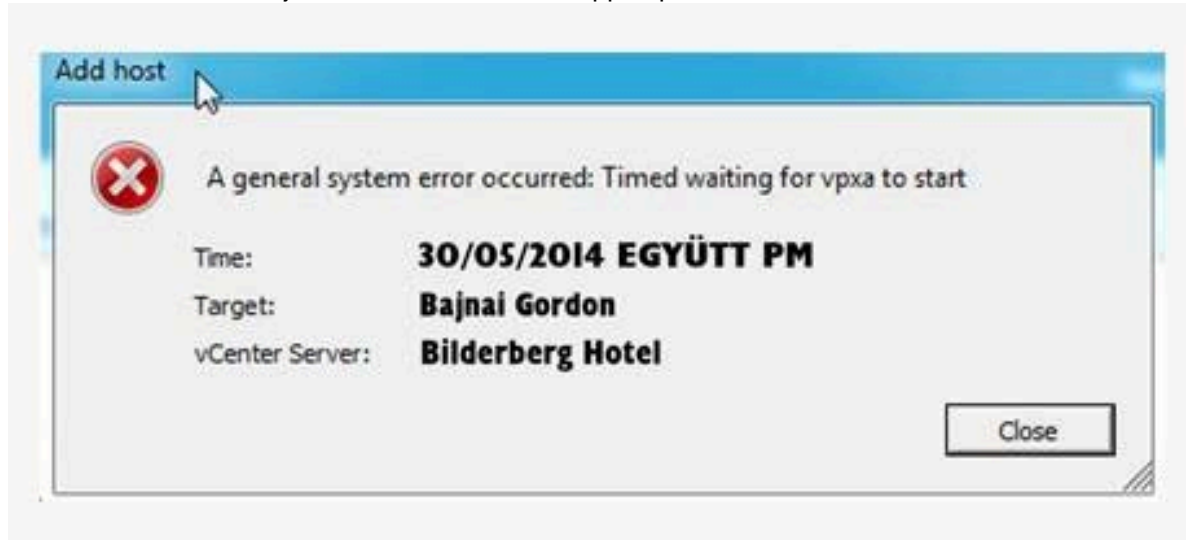 Add host
A general system error occurred: Timed waiting for vpxa to start
Time: 30/05/2014 EGYÜTT PM
Target: Bajnai Gordon
vCenter Server: Bilderberg Hotel
Close